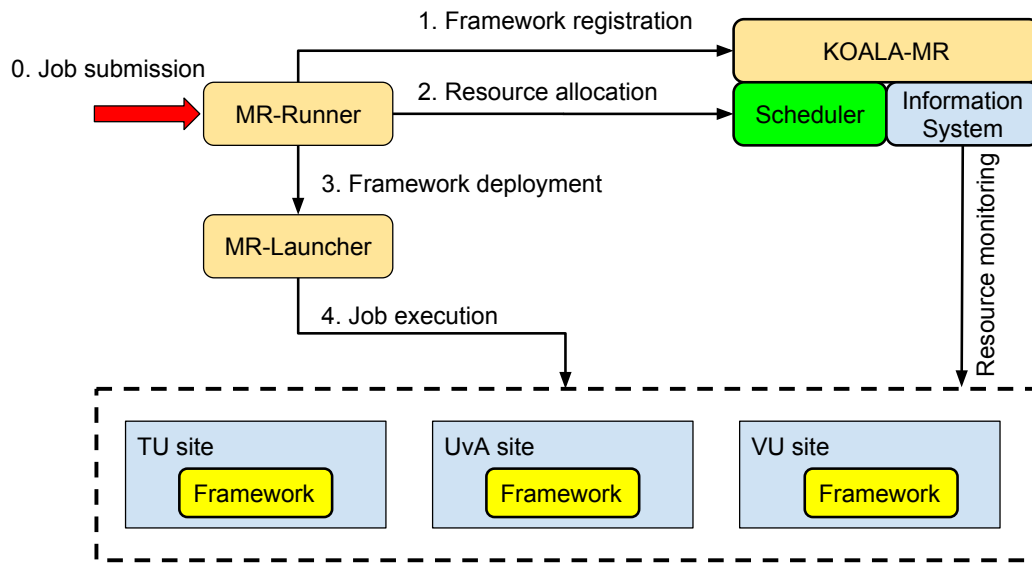 1. Framework registration
KOALA-MR
0. Job submission
MR-Runner
2. Resource allocation
Scheduler
Information
System
3. Framework deployment
MR-Launcher
Resource monitoring
4. Job execution
TU site
Framework
UvA site
Framework
VU site
Framework